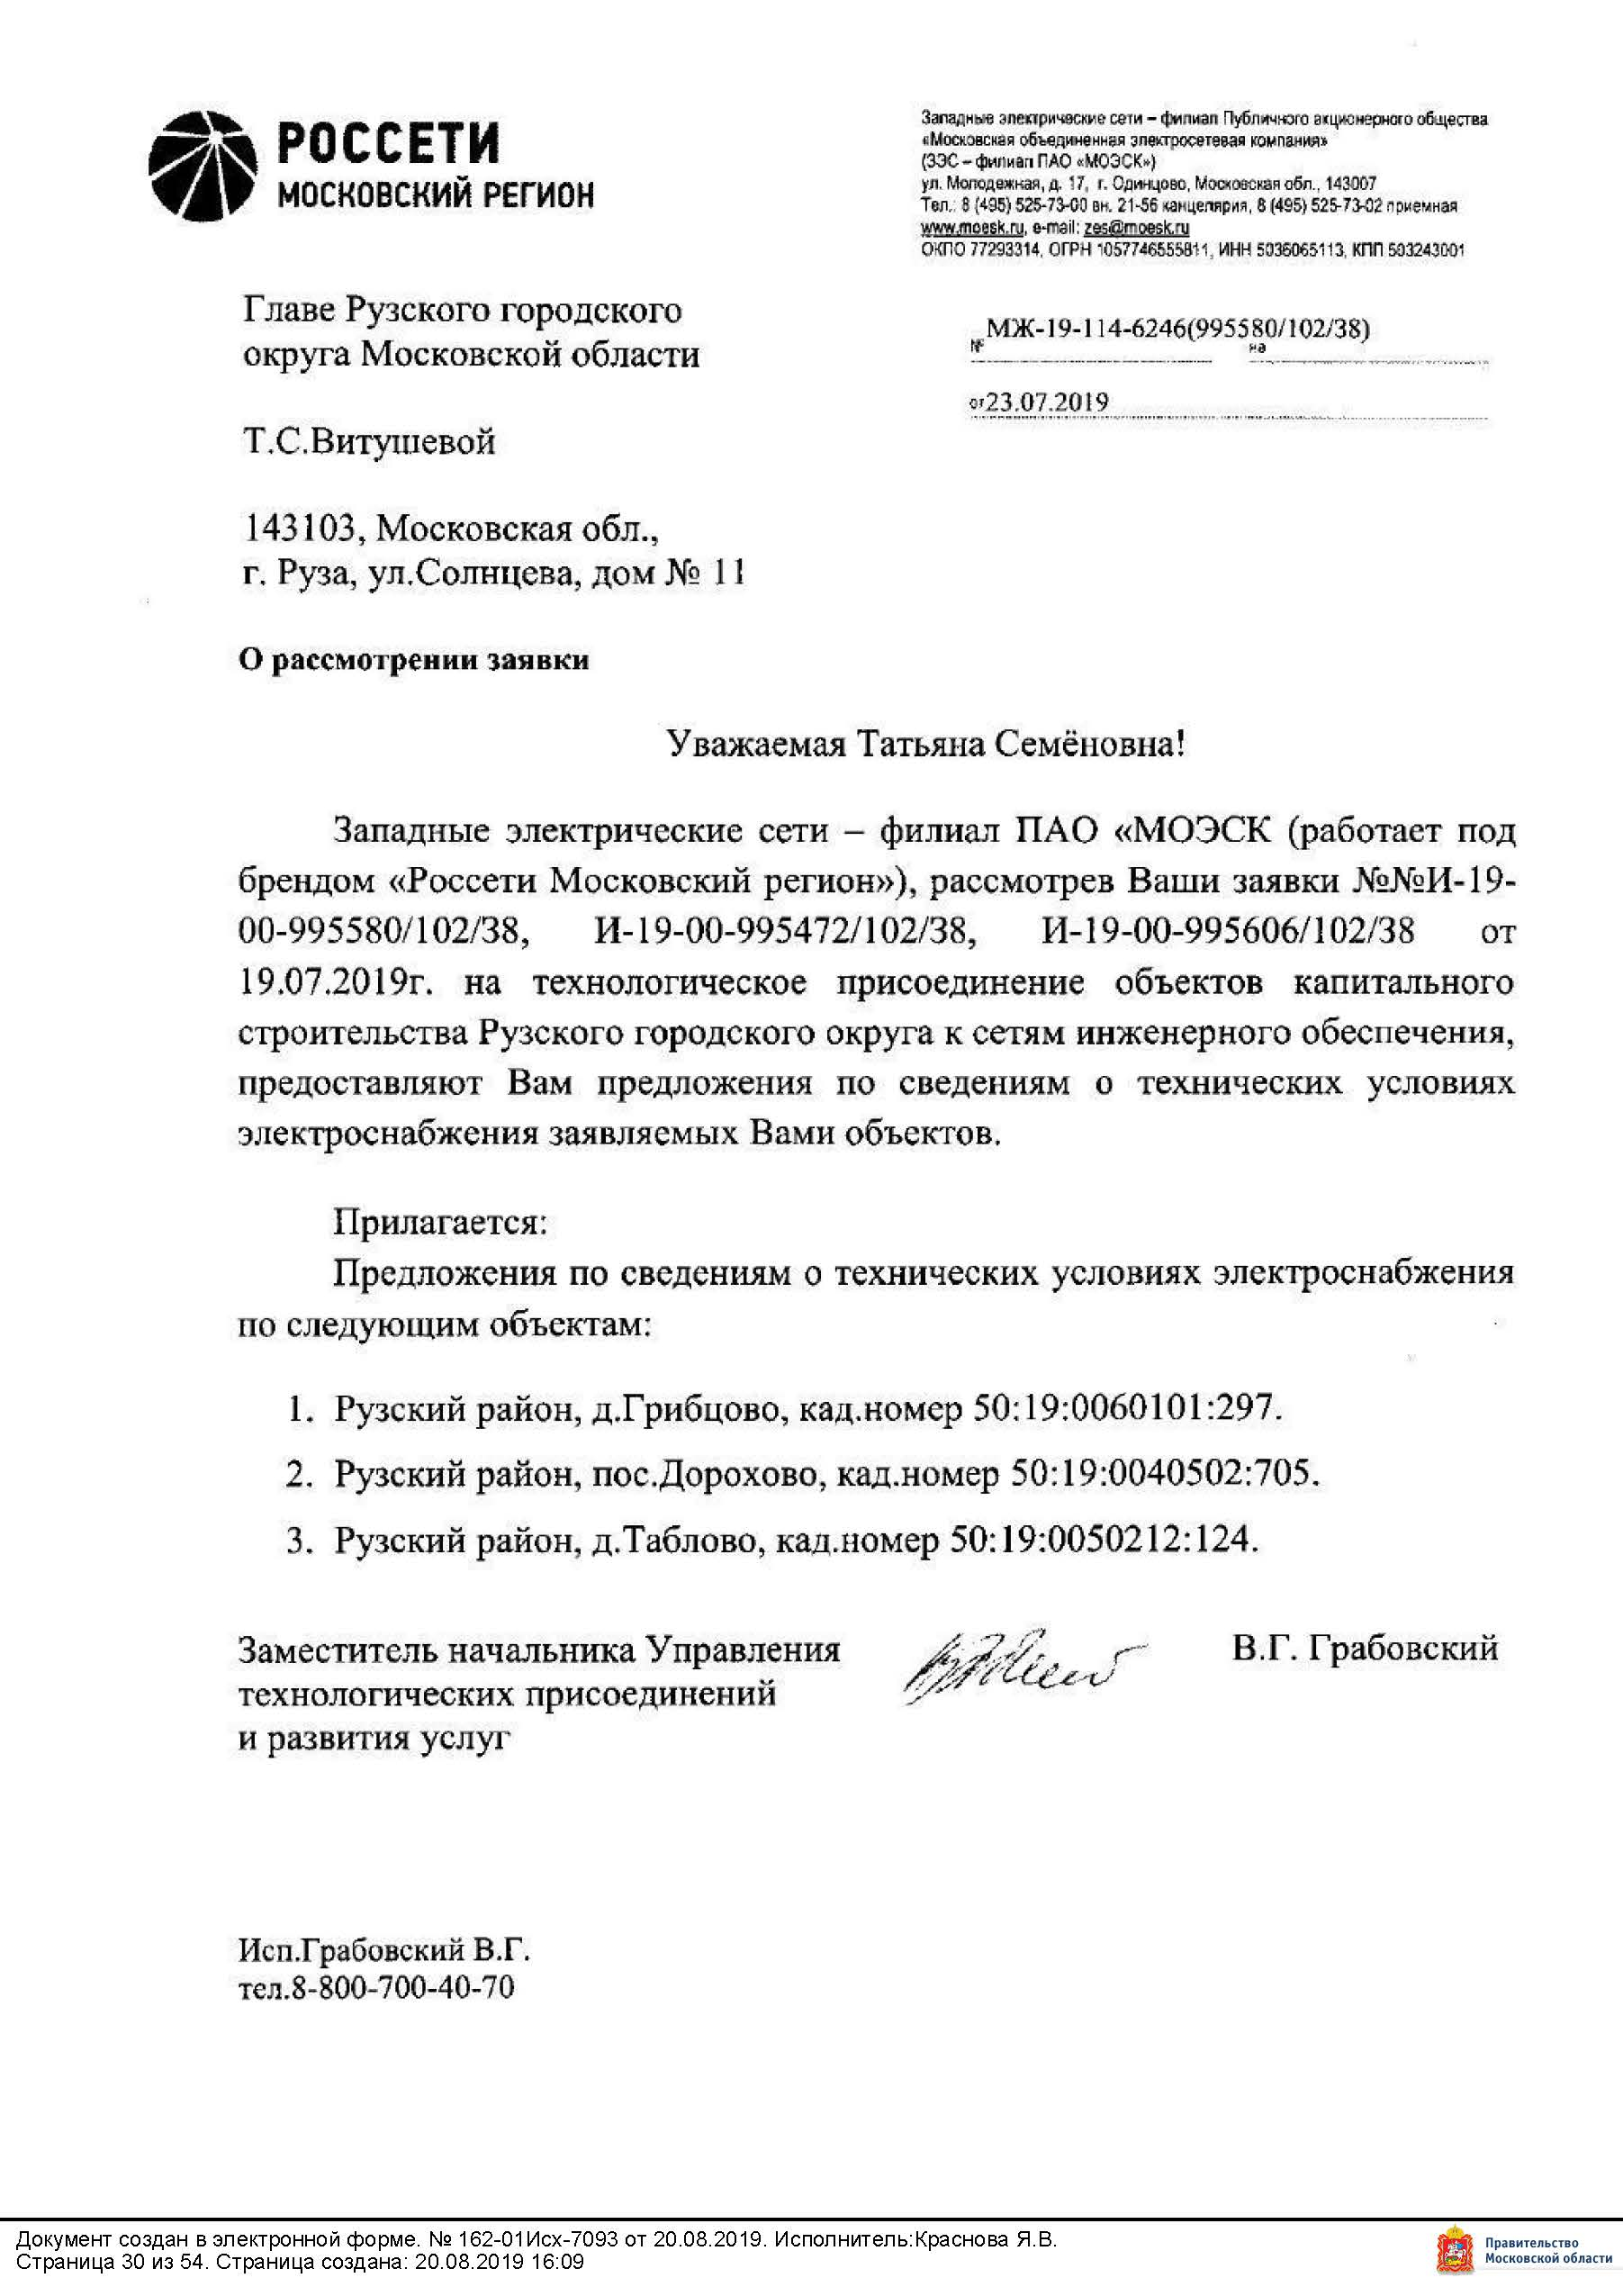 РОССЕТИ
МОСКОВСКИЙ РЕГИОН
Западные электрические сети – филиал Публичного акционерного общества
«Московская объединенная электросетевая компания»
(ЗЭС – филиал ПАО «МОЭСК»)
ул. Молодежная, д. 17, г. Одинцово, Московская обл., 143007
Тел.: 8 (495) 525-73-00 вн. 21-56 канцелярия, 8 (495) 525-73-02 приемная
www.moesk.ru, e-mail: zes@moesk.ru
ОКПО 77293314, ОГРН 1057746555811, ИНН 5036065113, КПП 503243001
Главе Рузского городского
округа Московской области
№ МЖ-19-114-6246(995580/102/38)
на
от 23.07.2019
Т.С.Витушевой
143103, Московская обл.,
г. Руза, ул.Солнцева, дом № 11
О рассмотрении заявки
Уважаемая Татьяна Семёновна!
Западные электрические сети – филиал ПАО «МОЭСК (работает под
брендом «Россети Московский регион»), рассмотрев Ваши заявки №№И-19-
00-995580/102/38, И-19-00-995472/102/38, И-19-00-995606/102/38 от
19.07.2019г. на технологическое присоединение объектов капитального
строительства Рузского городского округа к сетям инженерного обеспечения,
предоставляют Вам предложения по сведениям о технических условиях
электроснабжения заявляемых Вами объектов.
Прилагается:
Предложения по сведениям о технических условиях электроснабжения
по следующим объектам:
1. Рузский район, д.Грибцово, кад.номер 50:19:0060101:297.
2. Рузский район, пос.Дорохово, кад.номер 50:19:0040502:705.
3. Рузский район, д.Таблово, кад.номер 50:19:0050212:124.
Заместитель начальника Управления
технологических присоединений
и развития услуг
В.Г. Грабовский
Исп.Грабовский В.Г.
тел.8-800-700-40-70
Документ создан в электронной форме. № 162-01Исх-7093 от 20.08.2019. Исполнитель:Краснова Я.В.
Страница 30 из 54. Страница создана: 20.08.2019 16:09
Правительство
Московской области